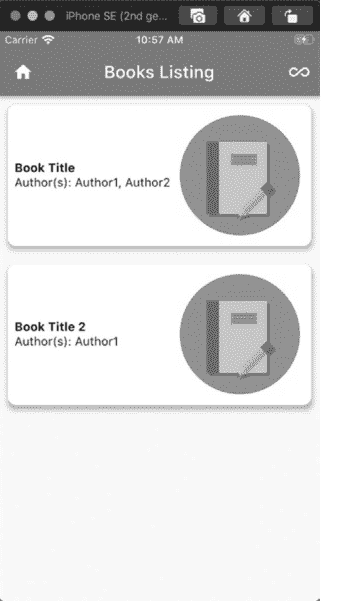 iPhone SE (2nd ge...
Carrier 10:57 AM
Books Listing
Book Title
Author(s): Author1, Author2
Book Title 2
Author(s): Author1